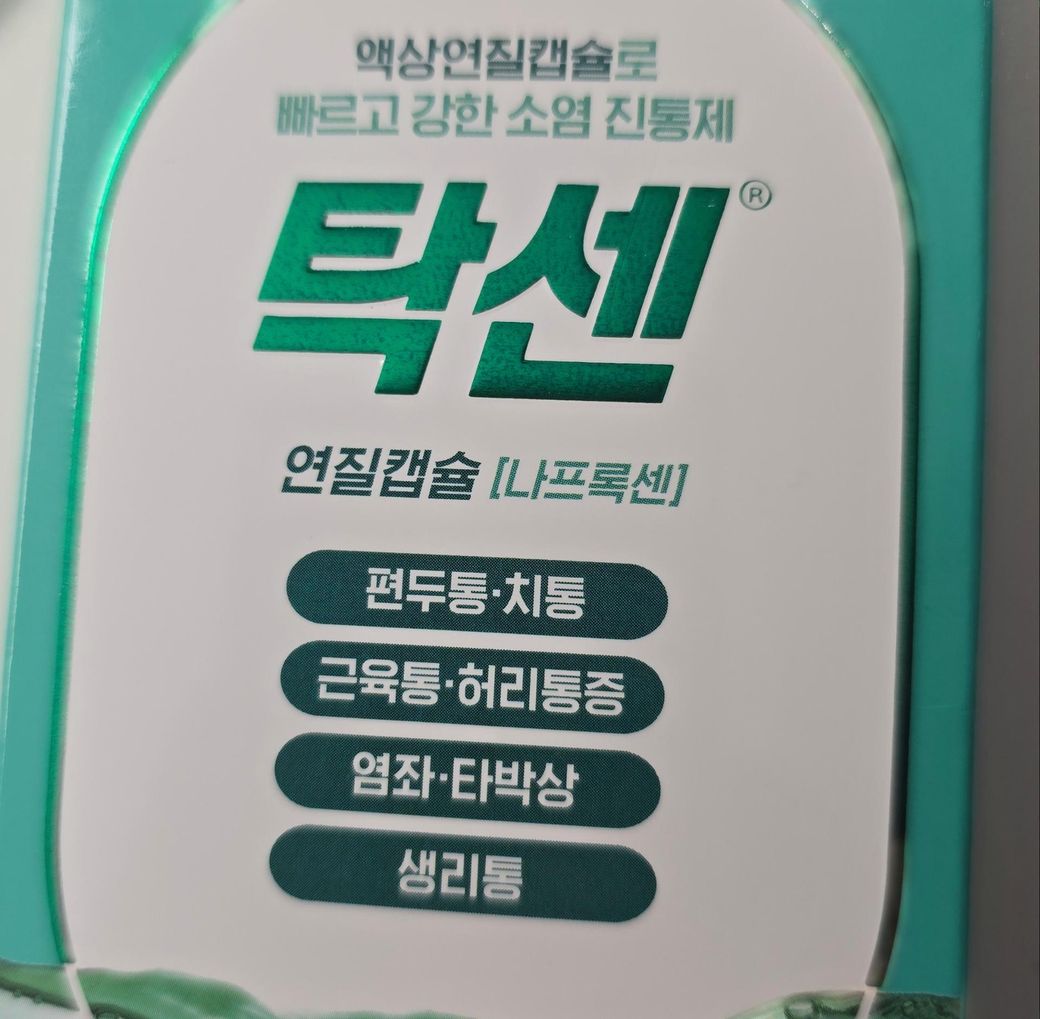 액상연질캡슐로
빠르고 강한 소염 진통제
탁센®
연질캡슐 [나프록센]
편두통·치통
근육통·허리통증
염좌·타박상
생리통